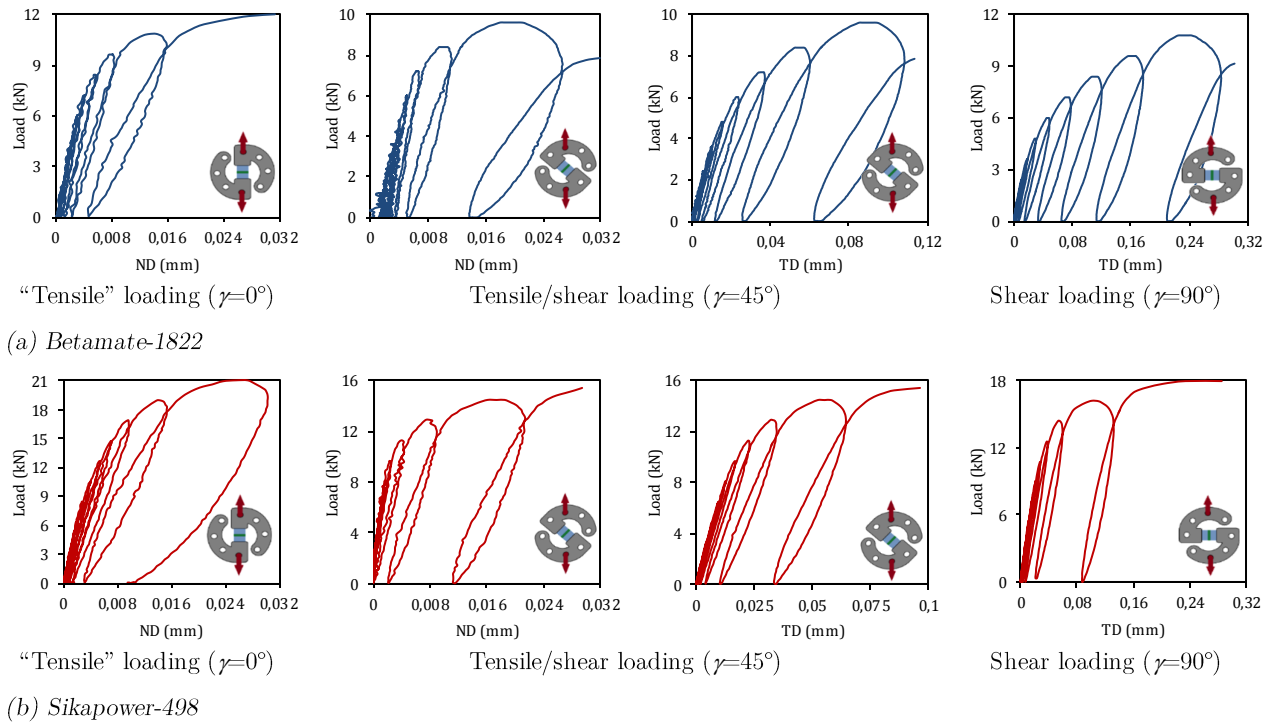 12
9
6
3
0
Load (kN)
0 0,008 0,016 0,024 0,032
ND (mm)
10
8
6
4
2
0
Load (kN)
0 0,008 0,016 0,024 0,032
ND (mm)
10
8
6
4
2
0
Load (kN)
0 0,04 0,08 0,12
TD (mm)
12
9
6
3
0
Load (kN)
0 0,08 0,16 0,24 0,32
TD (mm)
“Tensile” loading (γ=0°) Tensile/shear loading (γ=45°) Shear loading (γ=90°)
(a) Betamate-1822
21
18
15
12
9
6
3
0
Load (kN)
0 0,008 0,016 0,024 0,032
ND (mm)
16
12
8
4
0
Load (kN)
0 0,008 0,016 0,024 0,032
ND (mm)
16
12
8
4
0
Load (kN)
0 0,025 0,05 0,075 0,1
TD (mm)
18
12
6
0
Load (kN)
0 0,08 0,16 0,24 0,32
TD (mm)
“Tensile” loading (γ=0°) Tensile/shear loading (γ=45°) Shear loading (γ=90°)
(b) Sikapower-498